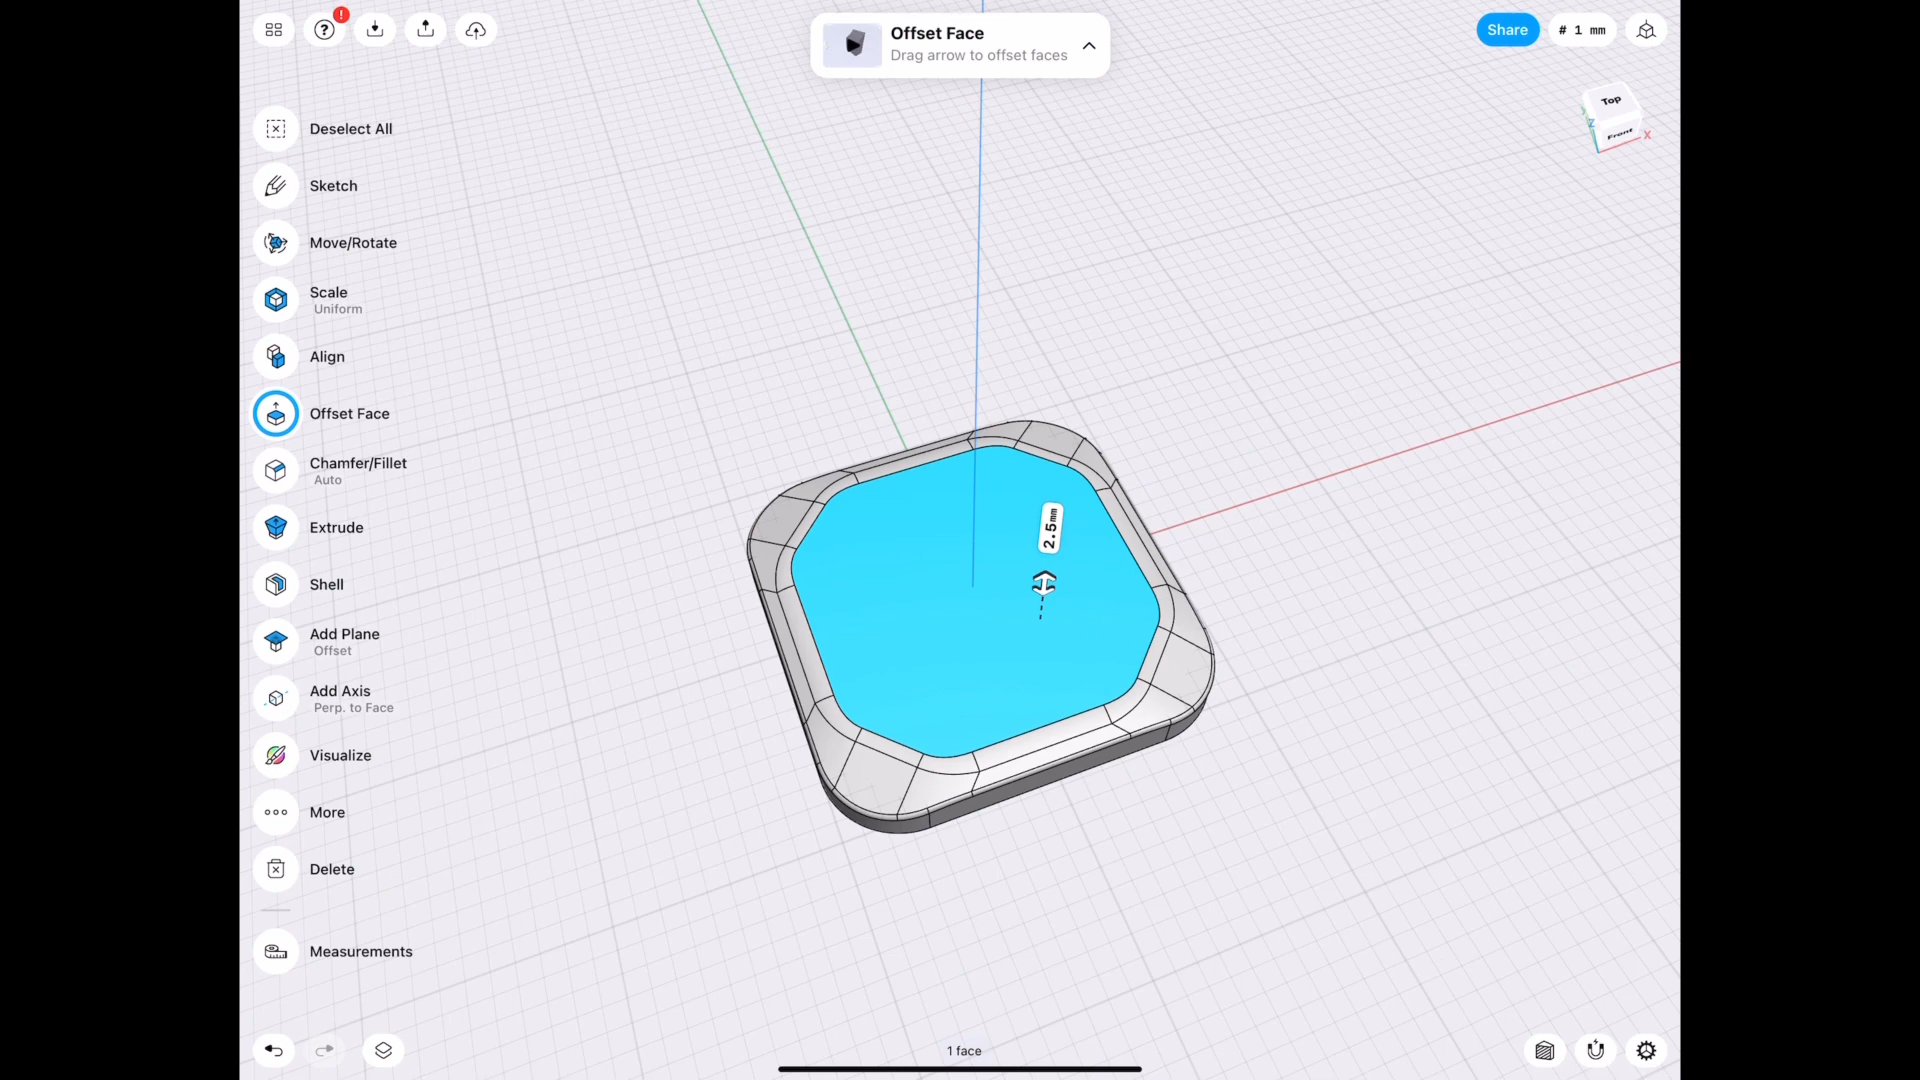 !
Offset Face
Drag arrow to offset faces
Share
# 1 mm
Top
Front
Z
X
Deselect All
Sketch
Move/Rotate
Scale
Uniform
Align
Offset Face
Chamfer/Fillet
Auto
Extrude
Shell
Add Plane
Offset
Add Axis
Perp. to Face
Visualize
More
Delete
Measurements
2.5mm
1 face